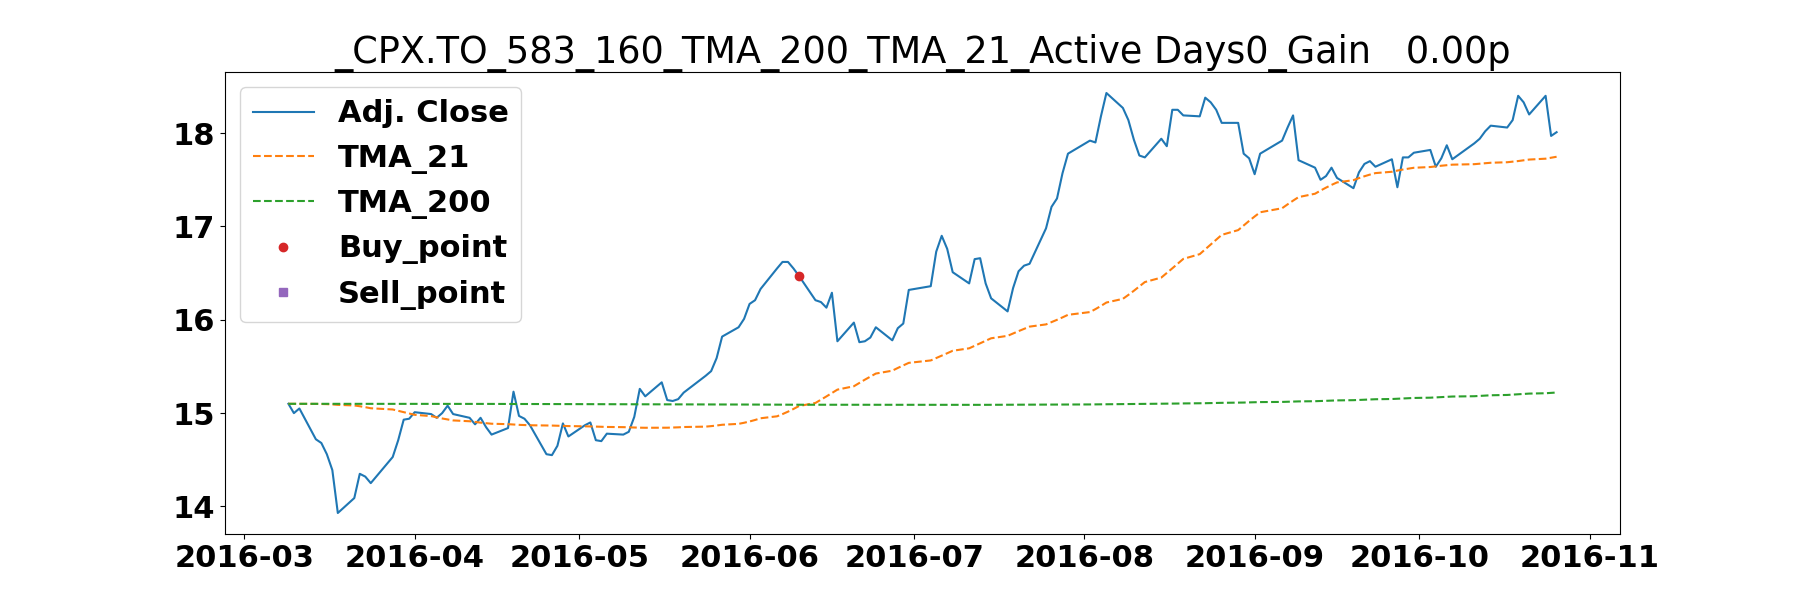 _CPX.TO_583_160_TMA_200_TMA_21_Active Days0_Gain   0.00p
Adj. Close
TMA_21
TMA_200
Buy_point
Sell_point
18
17
16
15
14
2016-03 2016-04 2016-05 2016-06 2016-07 2016-08 2016-09 2016-10 2016-11